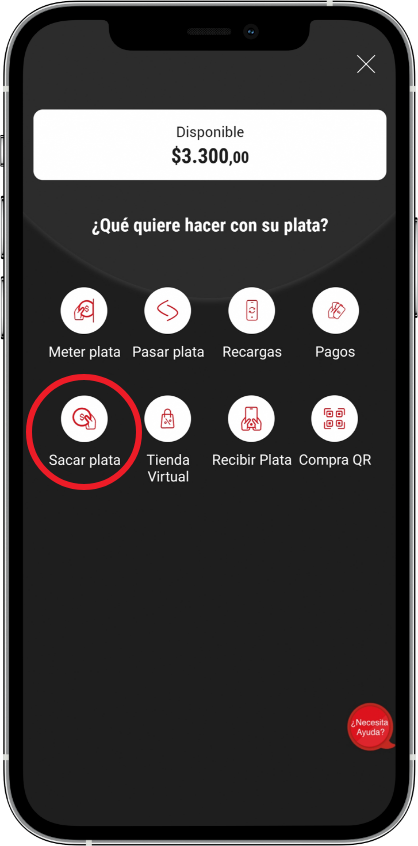 Disponible
$3.300,00
¿Qué quiere hacer con su plata?
Meter plata Pasar plata Recargas Pagos
Sacar plata Tienda Virtual Recibir Plata Compra QR
¿Necesita
Ayuda?